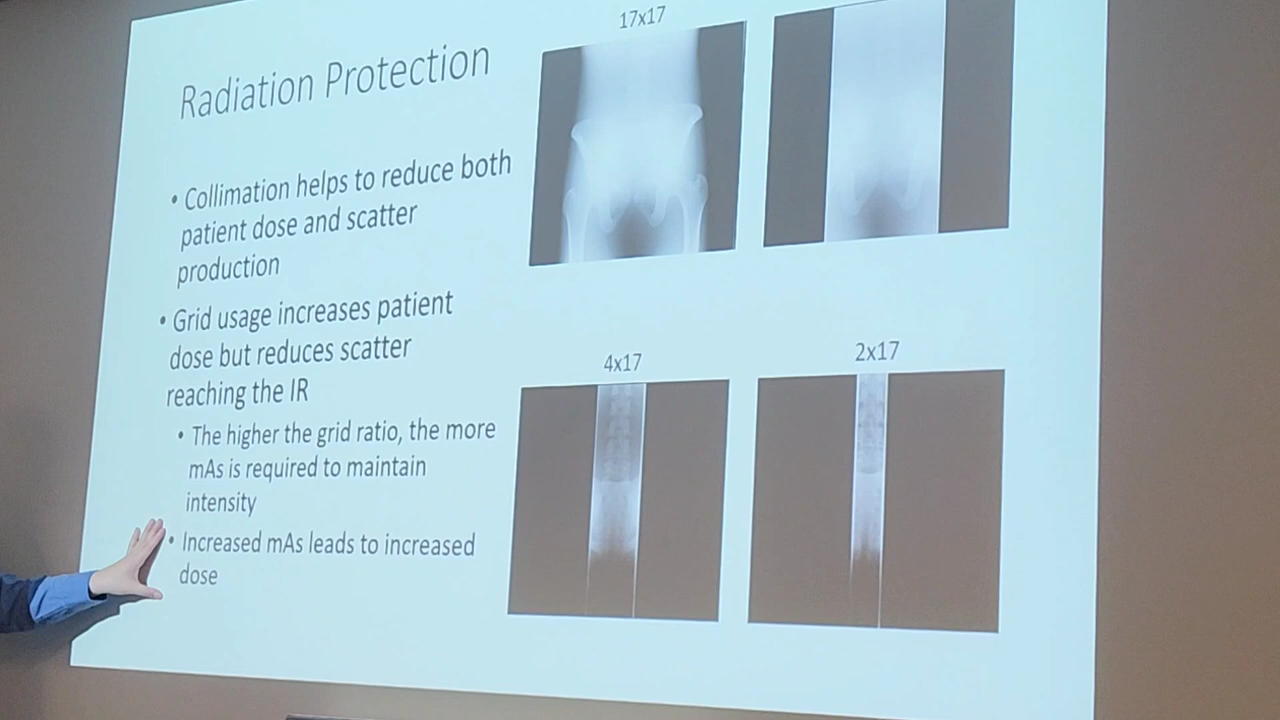 Radiation Protection
• Collimation helps to reduce both
patient dose and scatter
production
• Grid usage increases patient
dose but reduces scatter
reaching the IR
• The higher the grid ratio, the more
mAs is required to maintain
intensity
• Increased mAs leads to increased
dose
17x17
4x17
2x17